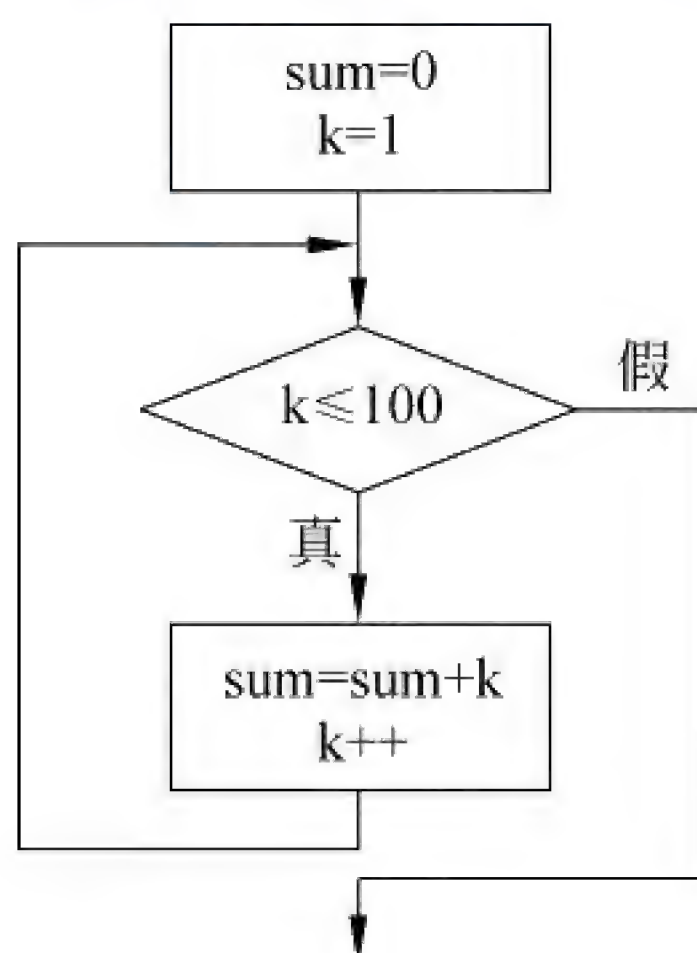 sum=0
k=1
k≤100
假
真
sum=sum+k
k++